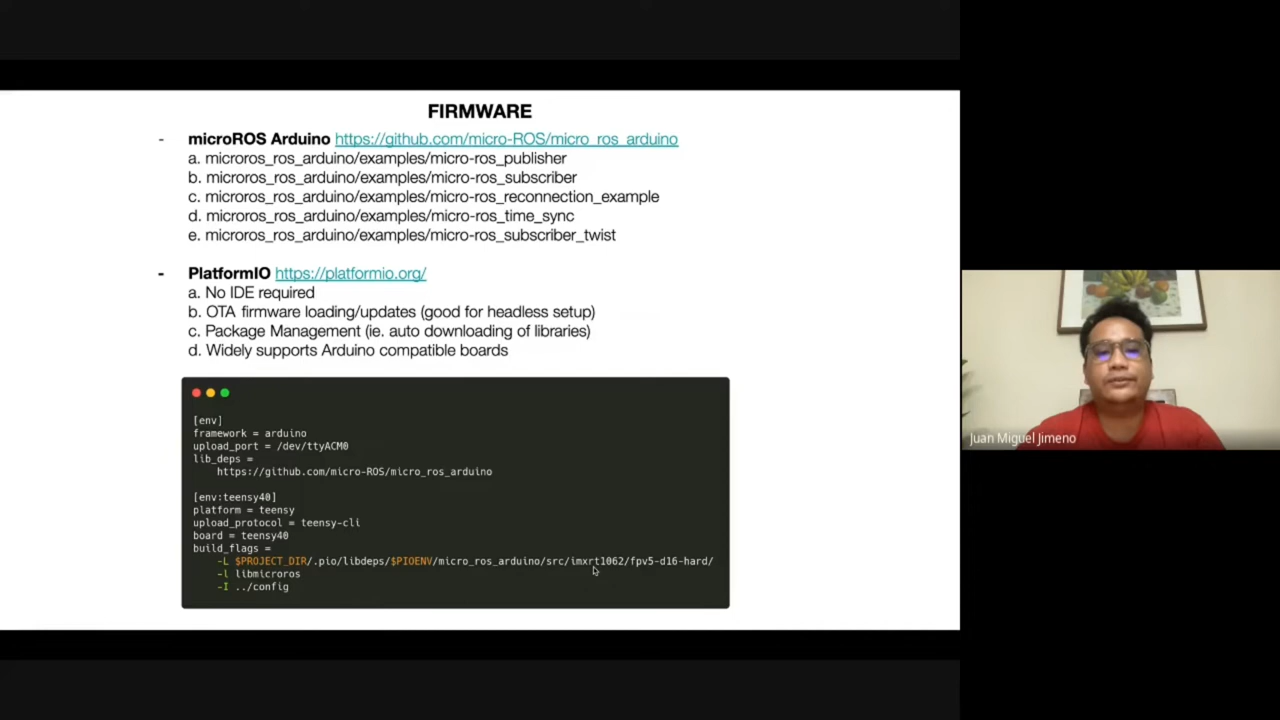 FIRMWARE
- microROS Arduino https://github.com/micro-ROS/micro_ros_arduino
a. microros_ros_arduino/examples/micro-ros_publisher
b. microros_ros_arduino/examples/micro-ros_subscriber
c. microros_ros_arduino/examples/micro-ros_reconnection_example
d. microros_ros_arduino/examples/micro-ros_time_sync
e. microros_ros_arduino/examples/micro-ros_subscriber_twist
- PlatformIO https://platformio.org/
a. No IDE required
b. OTA firmware loading/updates (good for headless setup)
c. Package Management (ie. auto downloading of libraries)
d. Widely supports Arduino compatible boards
[env]
framework = arduino
upload_port = /dev/ttyACM0
lib_deps =
https://github.com/micro-ROS/micro_ros_arduino
[env:teensy40]
platform = teensy
upload_protocol = teensy-cli
board = teensy40
build_flags =
-L $PROJECT_DIR/.pio/libdeps/$PIOENV/micro_ros_arduino/src/imxrt1062/fpv5-d16-hard/
-l libmicroros
-I ../config
Juan Miguel Jimeno